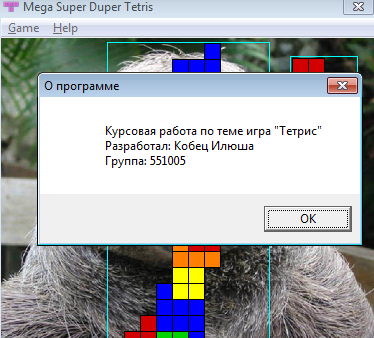 Mega Super Duper Tetris
Game Help
О программе
Курсовая работа по теме игра "Тетрис"
Разработал: Кобец Илюша
Группа: 551005
OK